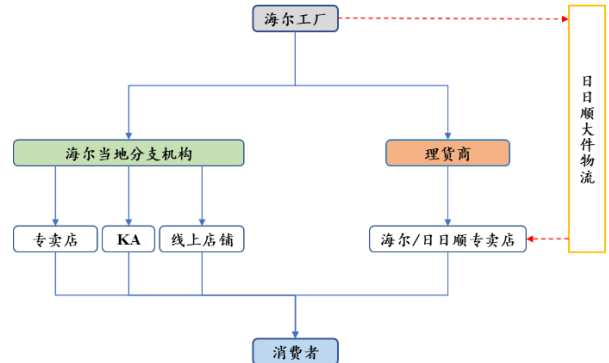 海尔工厂
日日顺大件物流
海尔当地分支机构
理货商
专卖店
KA
线上店铺
海尔/日日顺专卖店
消费者